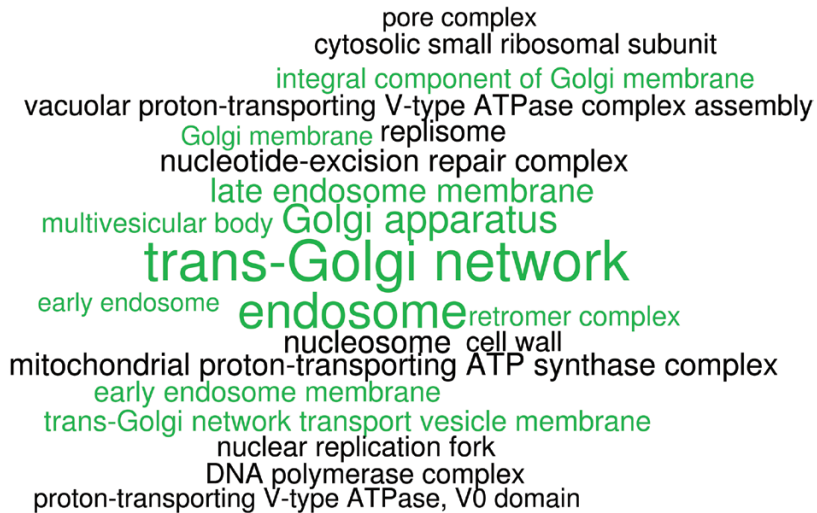 pore complex
cytosolic small ribosomal subunit
integral component of Golgi membrane
vacuolar proton-transporting V-type ATPase complex assembly
Golgi membrane replisome
nucleotide-excision repair complex
late endosome membrane
multivesicular body Golgi apparatus
trans-Golgi network
early endosome endosome retromer complex
nucleosome cell wall
mitochondrial proton-transporting ATP synthase complex
early endosome membrane
trans-Golgi network transport vesicle membrane
nuclear replication fork
DNA polymerase complex
proton-transporting V-type ATPase, V0 domain